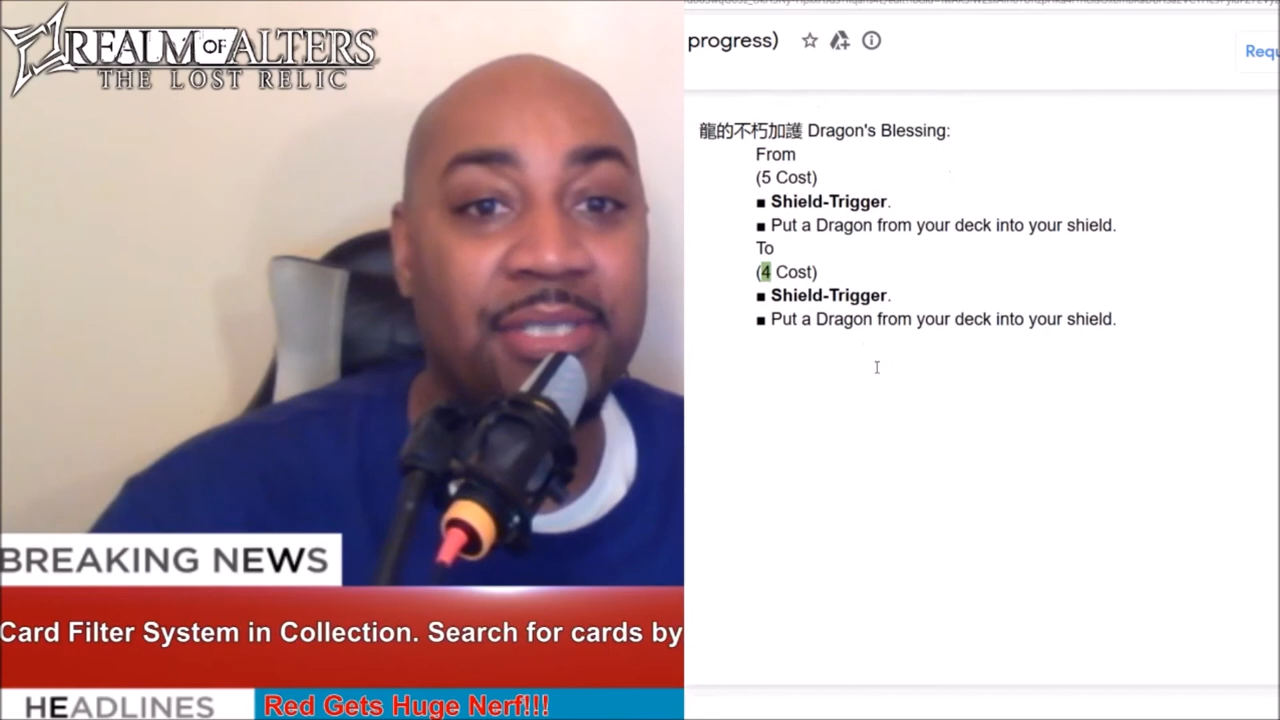 REALM OF ALTERS
THE LOST RELIC
progress)
Requ
龍的不朽加護 Dragon's Blessing:
From
(5 Cost)
■ Shield-Trigger.
■ Put a Dragon from your deck into your shield.
To
(4 Cost)
■ Shield-Trigger.
■ Put a Dragon from your deck into your shield.
BREAKING NEWS
Card Filter System in Collection. Search for cards by
HEADLINES
Red Gets Huge Nerf!!!